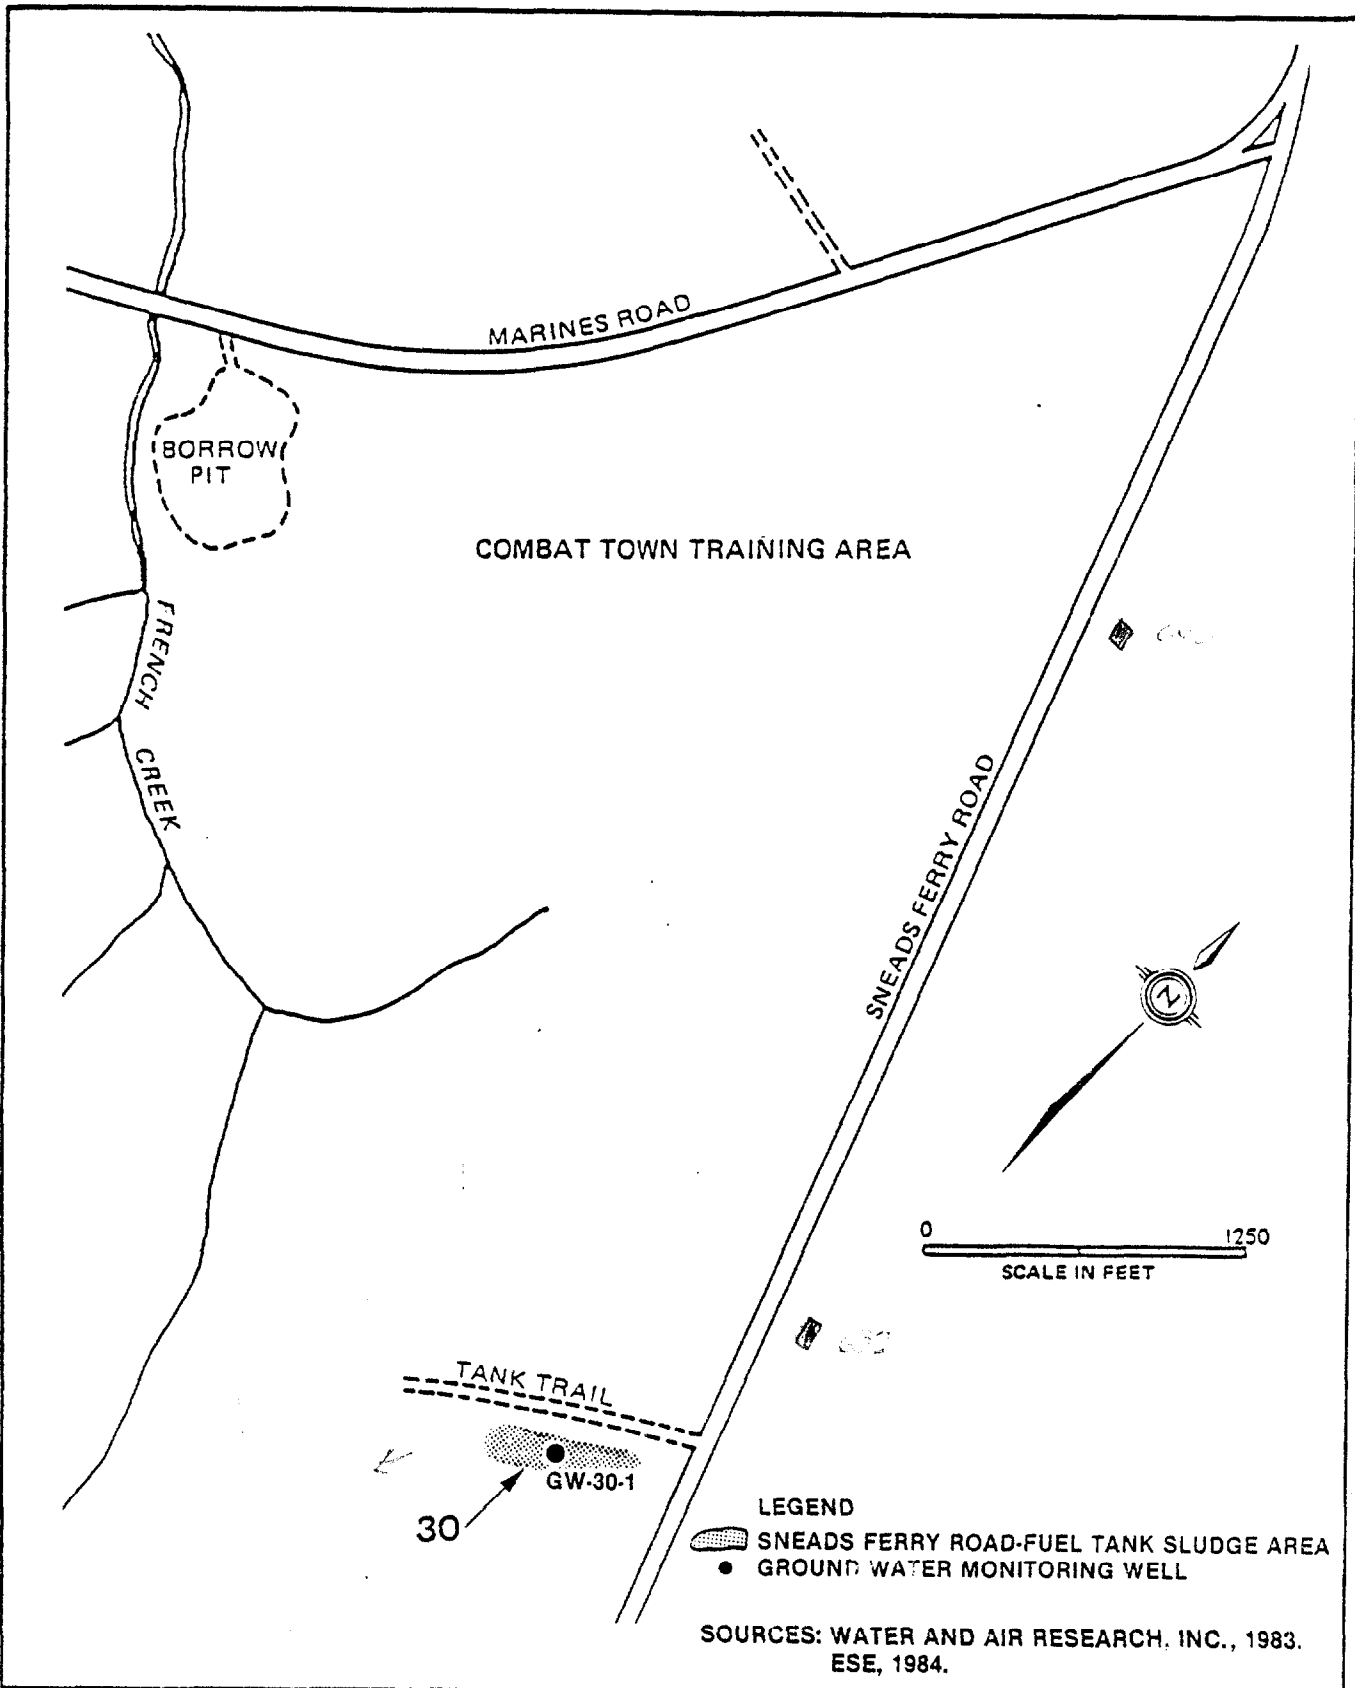 MARINES ROAD
BORROW
PIT
COMBAT TOWN TRAINING AREA
FRENCH
CREEK
SNEADS FERRY ROAD
N
0 1250
SCALE IN FEET
TANK TRAIL
GW-30-1
30
LEGEND
SNEADS FERRY ROAD-FUEL TANK SLUDGE AREA
GROUND WATER MONITORING WELL
SOURCES: WATER AND AIR RESEARCH, INC., 1983.
ESE, 1984.